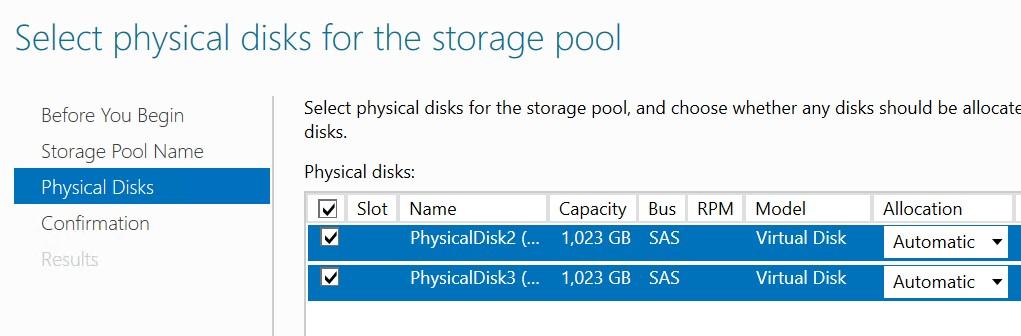 Select physical disks for the storage pool
Before You Begin
Storage Pool Name
Physical Disks
Confirmation
Results
Select physical disks for the storage pool, and choose whether any disks should be allocate
disks.
Physical disks:
Slot Name Capacity Bus RPM Model Allocation
PhysicalDisk2 (... 1,023 GB SAS Virtual Disk Automatic
PhysicalDisk3 (... 1,023 GB SAS Virtual Disk Automatic